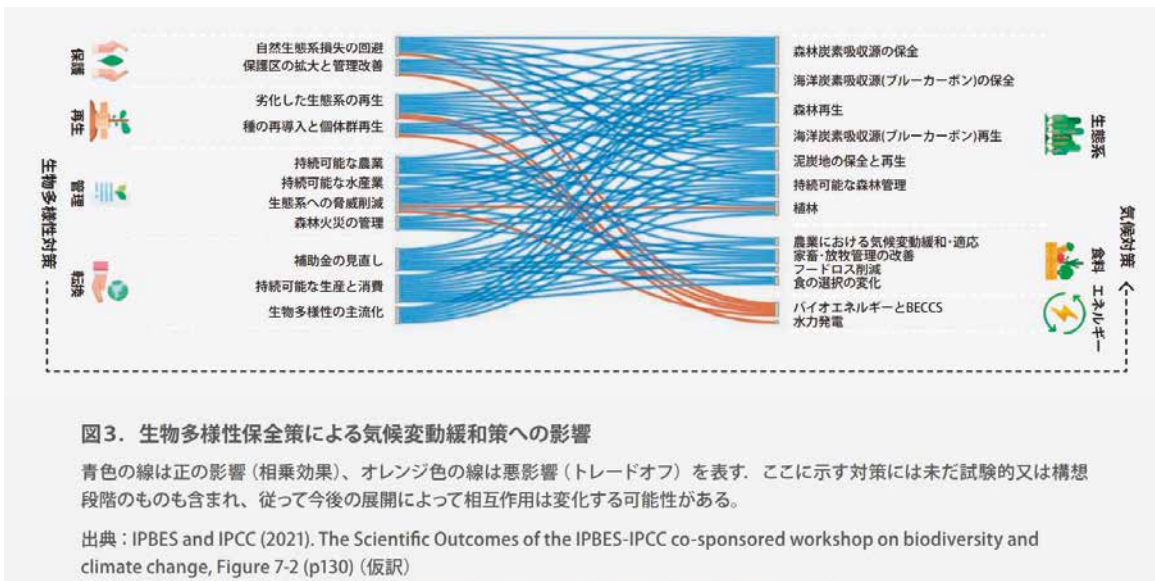 生物多様性対策
保護
自然生態系損失の回避
保護区の拡大と管理改善
再生
劣化した生態系の再生
種の再導入と個体群再生
管理
持続可能な農業
持続可能な水産業
生態系への脅威削減
森林火災の管理
転換
補助金の見直し
持続可能な生産と消費
生物多様性の主流化
森林炭素吸収源の保全
海洋炭素吸収源(ブルーカーボン)の保全
森林再生
海洋炭素吸収源(ブルーカーボン)再生
泥炭地の保全と再生
持続可能な森林管理
植林
生態系
農業における気候変動緩和・適応
家畜・放牧管理の改善
フードロス削減
食の選択の変化
食料
バイオエネルギーとBECCS
水力発電
エネルギー
気候対策
図3. 生物多様性保全策による気候変動緩和策への影響
青色の線は正の影響(相乗効果)、オレンジ色の線は悪影響(トレードオフ)を表す. ここに示す対策には未だ試験的又は構想
段階のものも含まれ、従って今後の展開によって相互作用は変化する可能性がある。
出典:IPBES and IPCC (2021). The Scientific Outcomes of the IPBES-IPCC co-sponsored workshop on biodiversity and
climate change, Figure 7-2 (p130)(仮訳)